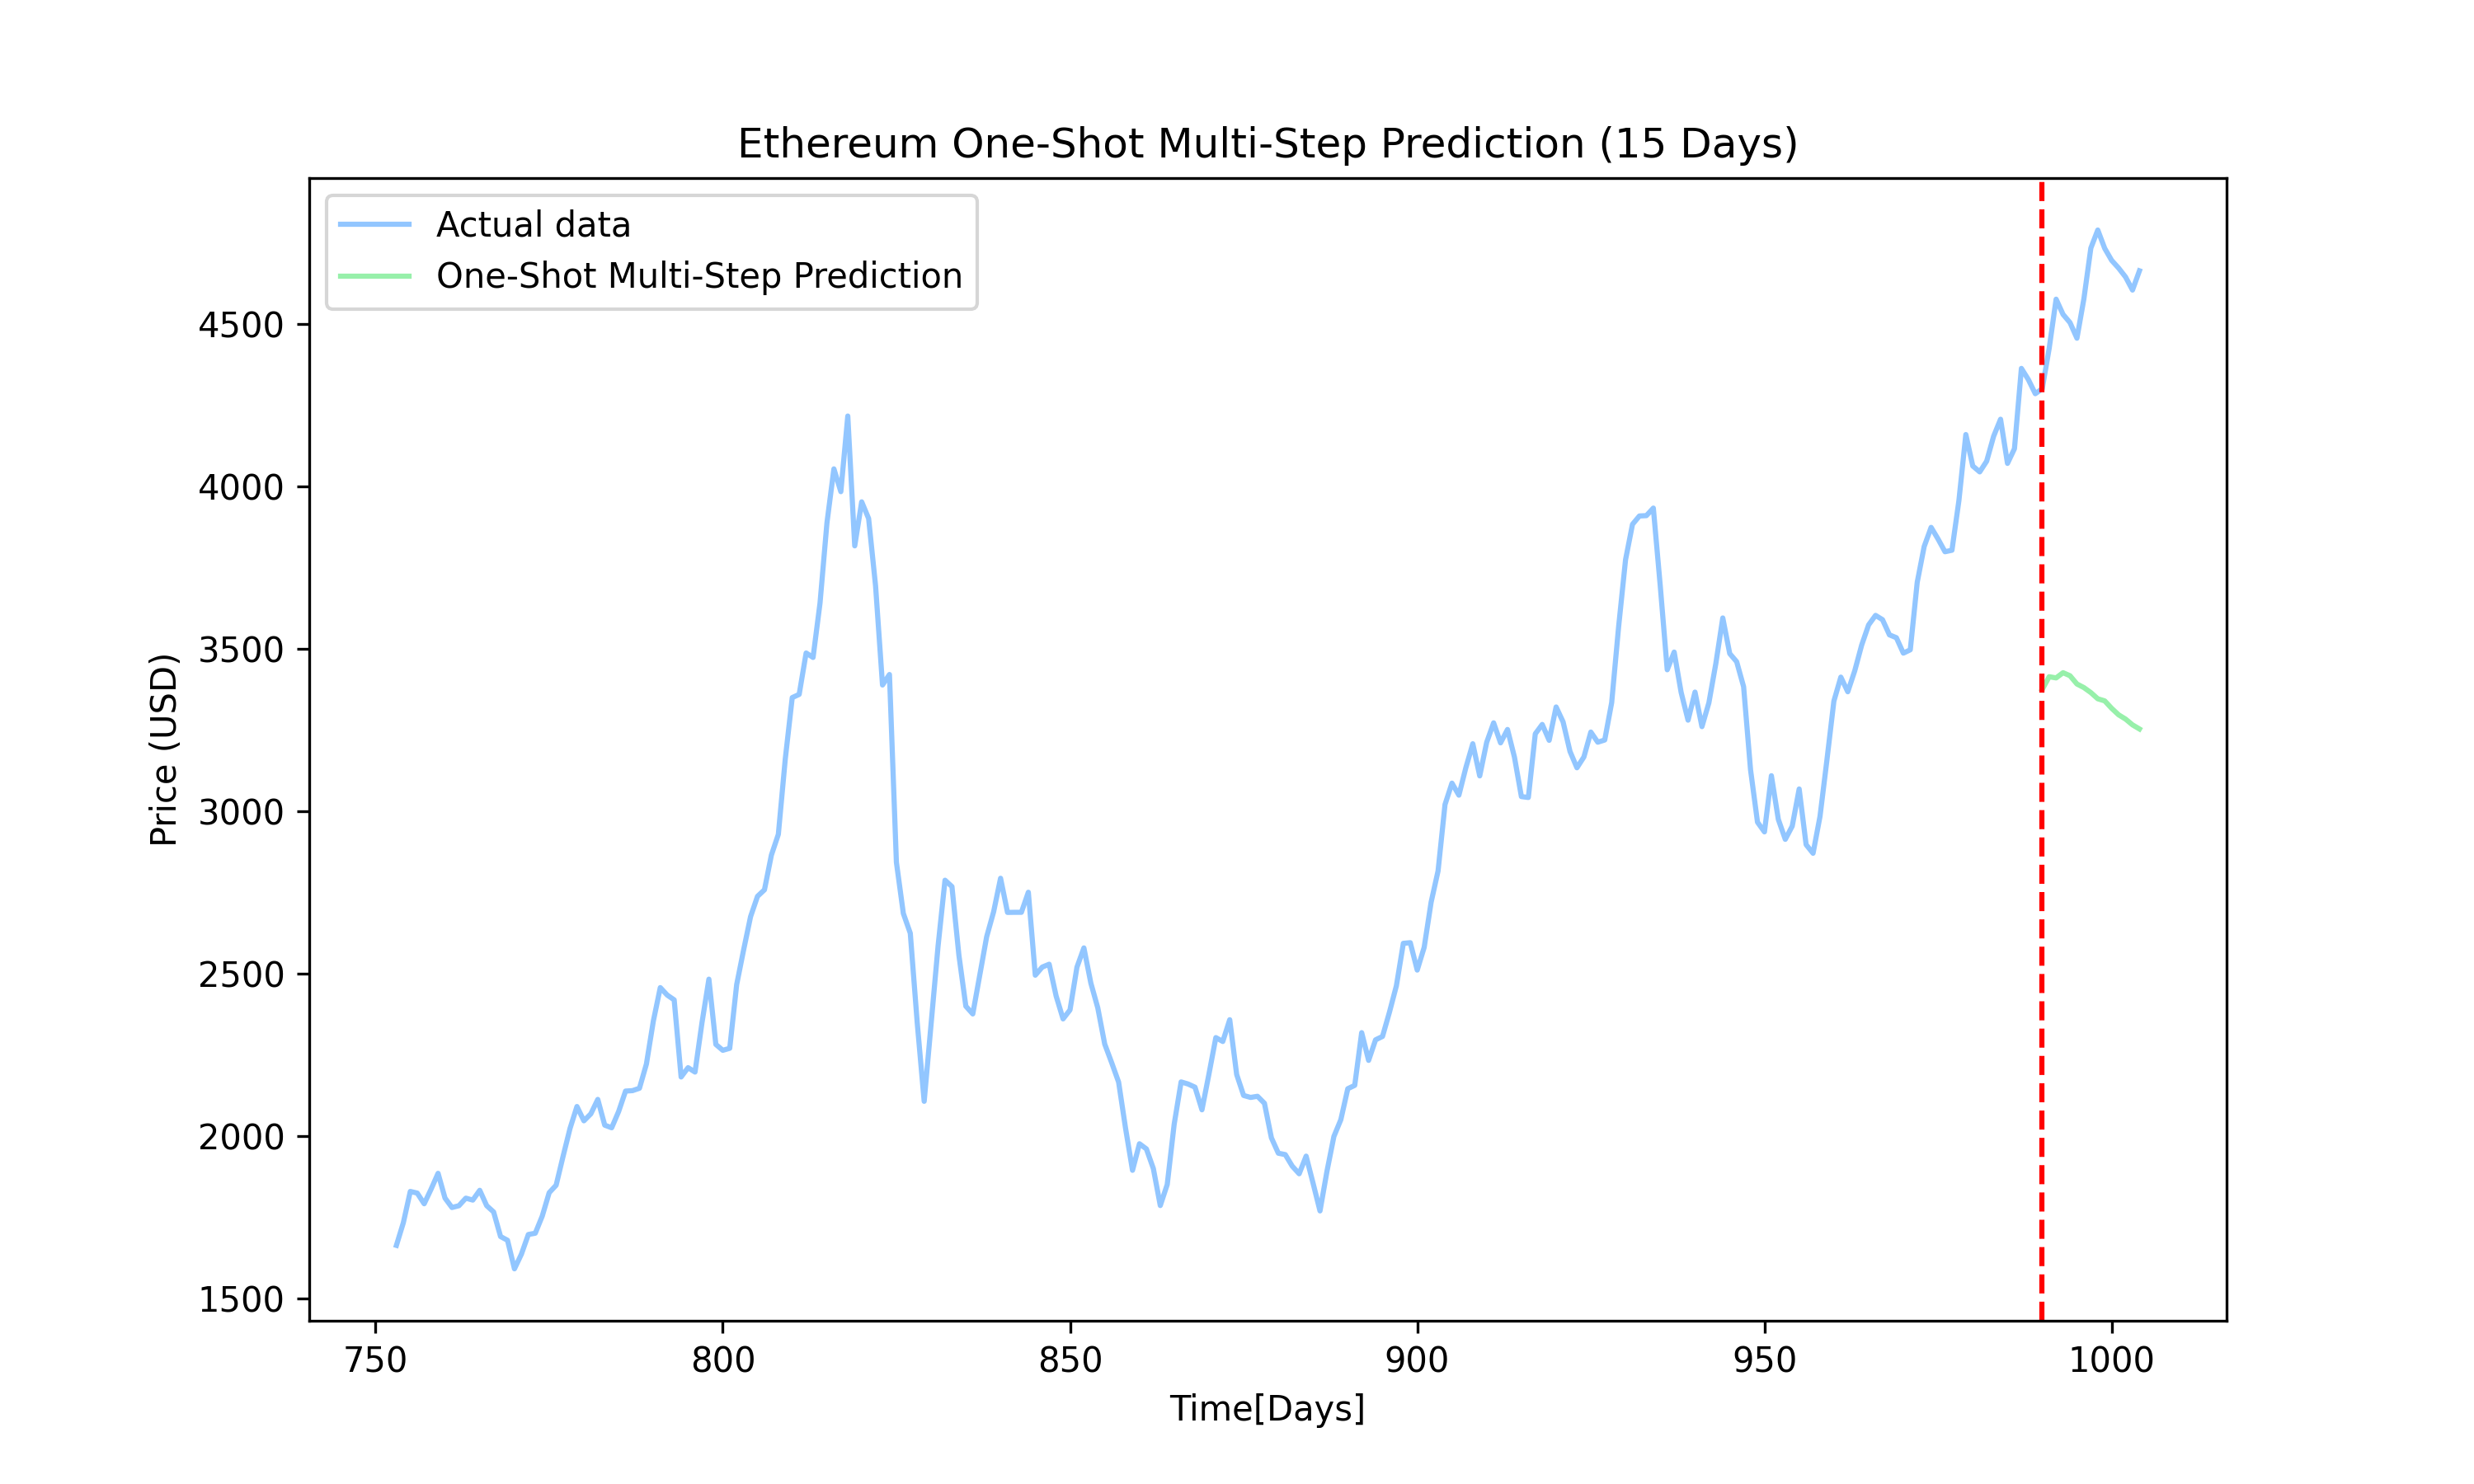 Ethereum One-Shot Multi-Step Prediction (15 Days)
Actual data
One-Shot Multi-Step Prediction
Price (USD)
4500
4000
3500
3000
2500
2000
1500
750 800 850 900 950 1000
Time[Days]